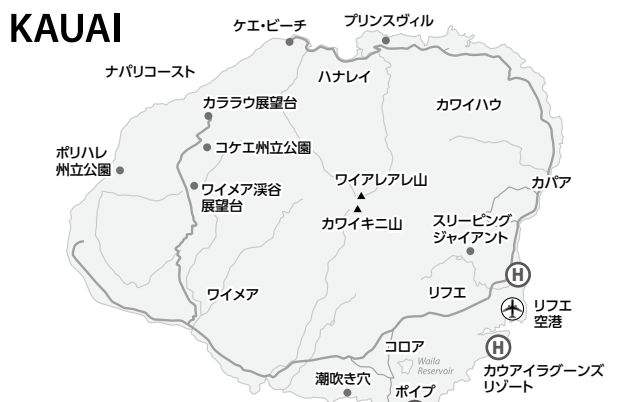 KAUAI
ケエ・ビーチ
プリンスヴィル
ナパリコースト
ハナレイ
カララウ展望台
カワイハウ
コケエ州立公園
ポリハレ
州立公園
ワイメア渓谷
展望台
ワイアレアレ山
カパア
カワイキニ山
スリーピング
ジャイアント
H
ワイメア
リフエ
リフエ
空港
コロア
H
Waila
Reservoir
カウアイラグーンズ
リゾート
潮吹き穴
ポイプ